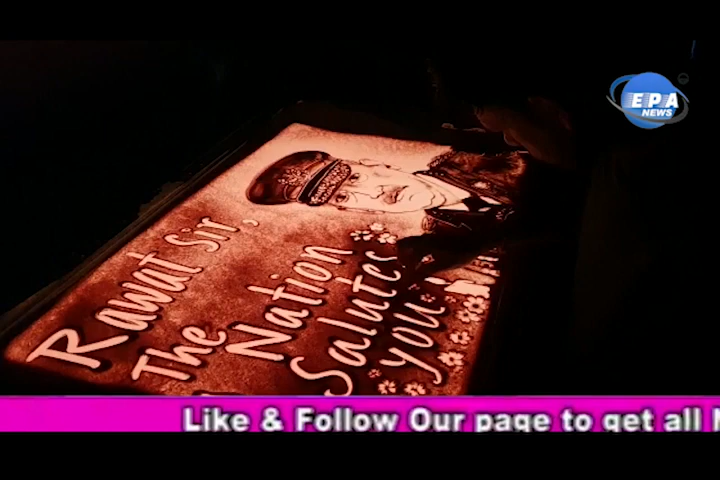 EPA
NEWS
Rawat Sir,
The Nation
Salutes
you
Like & Follow Our page to get all